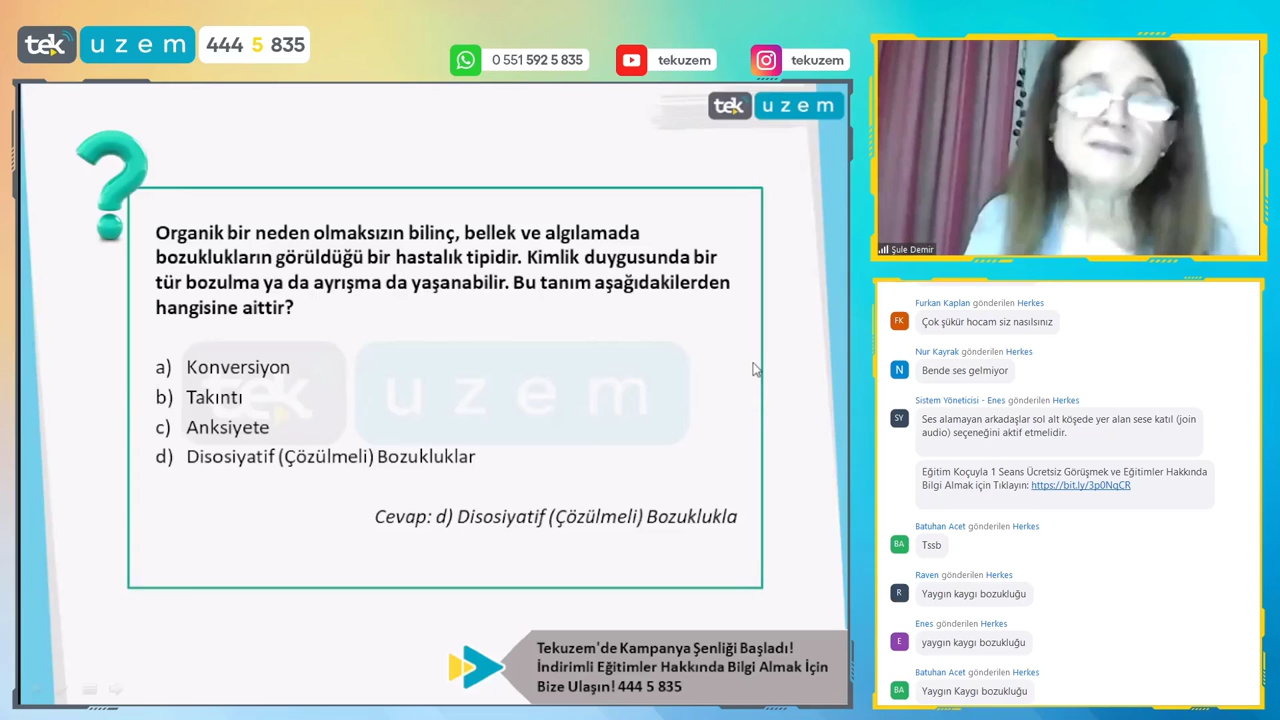 tek uzem 444 5 835
0 551 592 5 835
tekuzem
tekuzem
tek uzem
Organik bir neden olmaksızın bilinç, bellek ve algılamada
bozuklukların görüldüğü bir hastalık tipidir. Kimlik duygusunda bir
tür bozulma ya da ayrışma da yaşanabilir. Bu tanım aşağıdakilerden
hangisine aittir?
a) Konversiyon
b) Takıntı
c) Anksiyete
d) Disosiyatif (Çözülmeli) Bozukluklar
tek uzem
Cevap: d) Disosiyatif (Çözülmeli) Bozuklukla
Tekuzem'de Kampanya Şenliği Başladı!
İndirimli Eğitimler Hakkında Bilgi Almak İçin
Bize Ulaşın! 444 5 835
Şule Demir
Furkan Kaplan gönderilen Herkes
FK Çok şükür hocam siz nasılsınız
Nur Kayrak gönderilen Herkes
N Bende ses gelmiyor
Sistem Yöneticisi - Enes gönderilen Herkes
SY Ses alamayan arkadaşlar sol alt köşede yer alan sese katıl (join
audio) seçeneğini aktif etmelidir.
Eğitim Koçuyla 1 Seans Ücretsiz Görüşmek ve Eğitimler Hakkında
Bilgi Almak için Tıklayın: https://bit.ly/3p0NqCR
Batuhan Acet gönderilen Herkes
BA Tssb
Raven gönderilen Herkes
R Yaygın kaygı bozukluğu
Enes gönderilen Herkes
E yaygın kaygı bozukluğu
Batuhan Acet gönderilen Herkes
BA Yaygın Kaygı bozukluğu